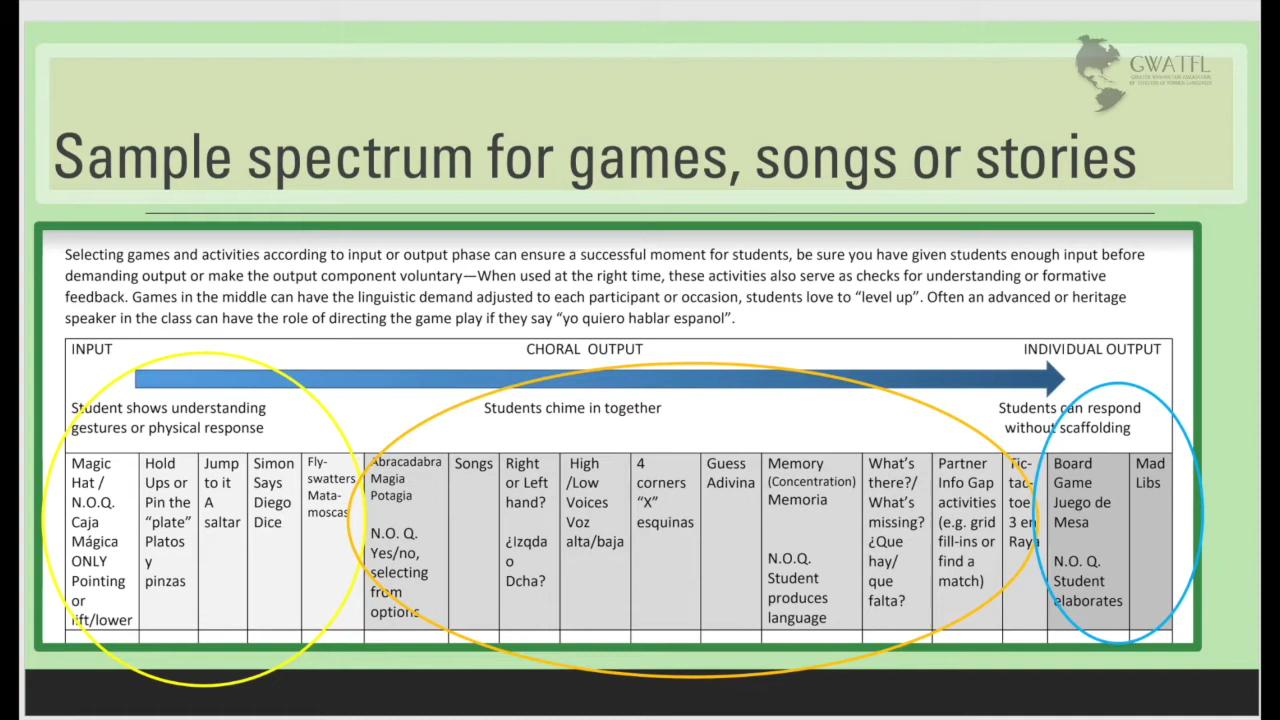 GWATFL
GREATER WASHINGTON ASSOCIATION
OF TEACHERS OF FOREIGN LANGUAGES
Sample spectrum for games, songs or stories
Selecting games and activities according to input or output phase can ensure a successful moment for students, be sure you have given students enough input before
demanding output or make the output component voluntary—When used at the right time, these activities also serve as checks for understanding or formative
feedback. Games in the middle can have the linguistic demand adjusted to each participant or occasion, students love to “level up”. Often an advanced or heritage
speaker in the class can have the role of directing the game play if they say “yo quiero hablar espanol”.
INPUT
CHORAL OUTPUT
INDIVIDUAL OUTPUT
Student shows understanding
gestures or physical response
Students chime in together
Students can respond
without scaffolding
Magic
Hat /
N.O.Q.
Caja
Mágica
ONLY
Pointing
or
lift/lower
Hold
Ups or
Pin the
“plate”
Platos
y
pinzas
Jump
to it
A
saltar
Simon
Says
Diego
Dice
Fly-
swatters
Mata-
moscas
Abracadabra
Magia
Potagia
N.O. Q.
Yes/no,
selecting
from
options
Songs
Right
or Left
hand?
¿Izqda
o
Dcha?
High
/Low
Voices
Voz
alta/baja
4
corners
“X”
esquinas
Guess
Adivina
Memory
(Concentration)
Memoria
N.O.Q.
Student
produces
language
What’s
there?/
What’s
missing?
¿Que
hay/
que
falta?
Partner
Info Gap
activities
(e.g. grid
fill-ins or
find a
match)
Tic-
tac-
toe
3 en
Raya
Board
Game
Juego de
Mesa
N.O. Q.
Student
elaborates
Mad
Libs